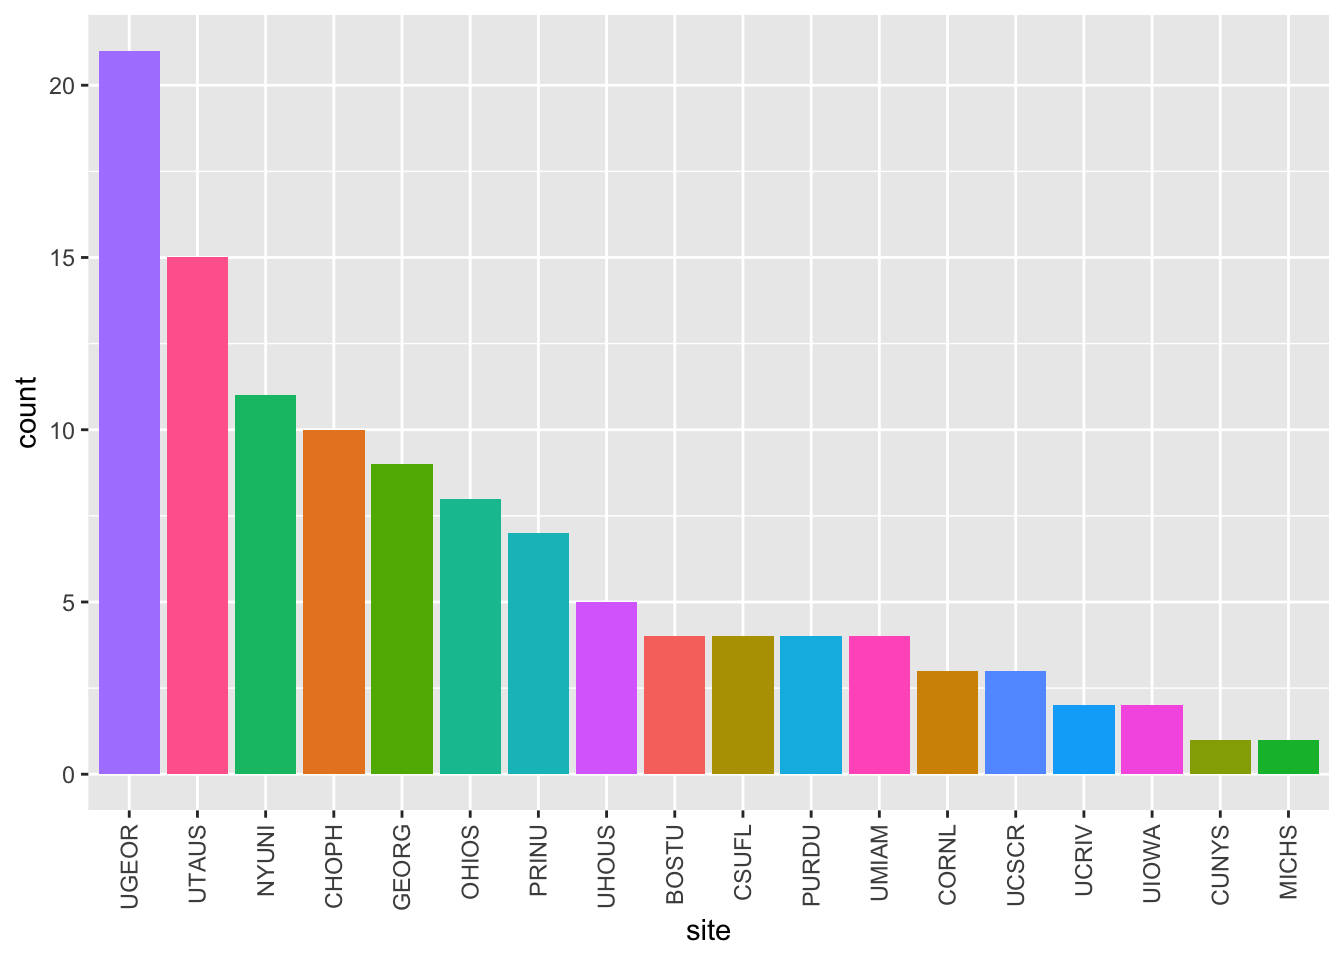 20
15
10
5
0
count
UGEOR
UTAUS
NYUNI
CHOPH
GEORG
OHIOS
PRINU
UHOUS
BOSTU
CSUFL
PURDU
UMIAM
CORNL
UCSCR
UCRIV
UIOWA
CUNYS
MICHS
site